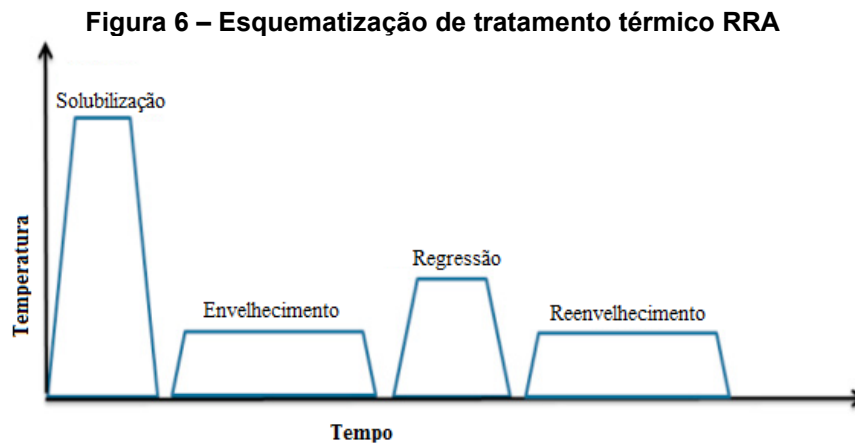 Figura 6 – Esquematização de tratamento térmico RRA
Solubilização
Regressão
Envelhecimento
Reenvelhecimento
Temperatura
Tempo